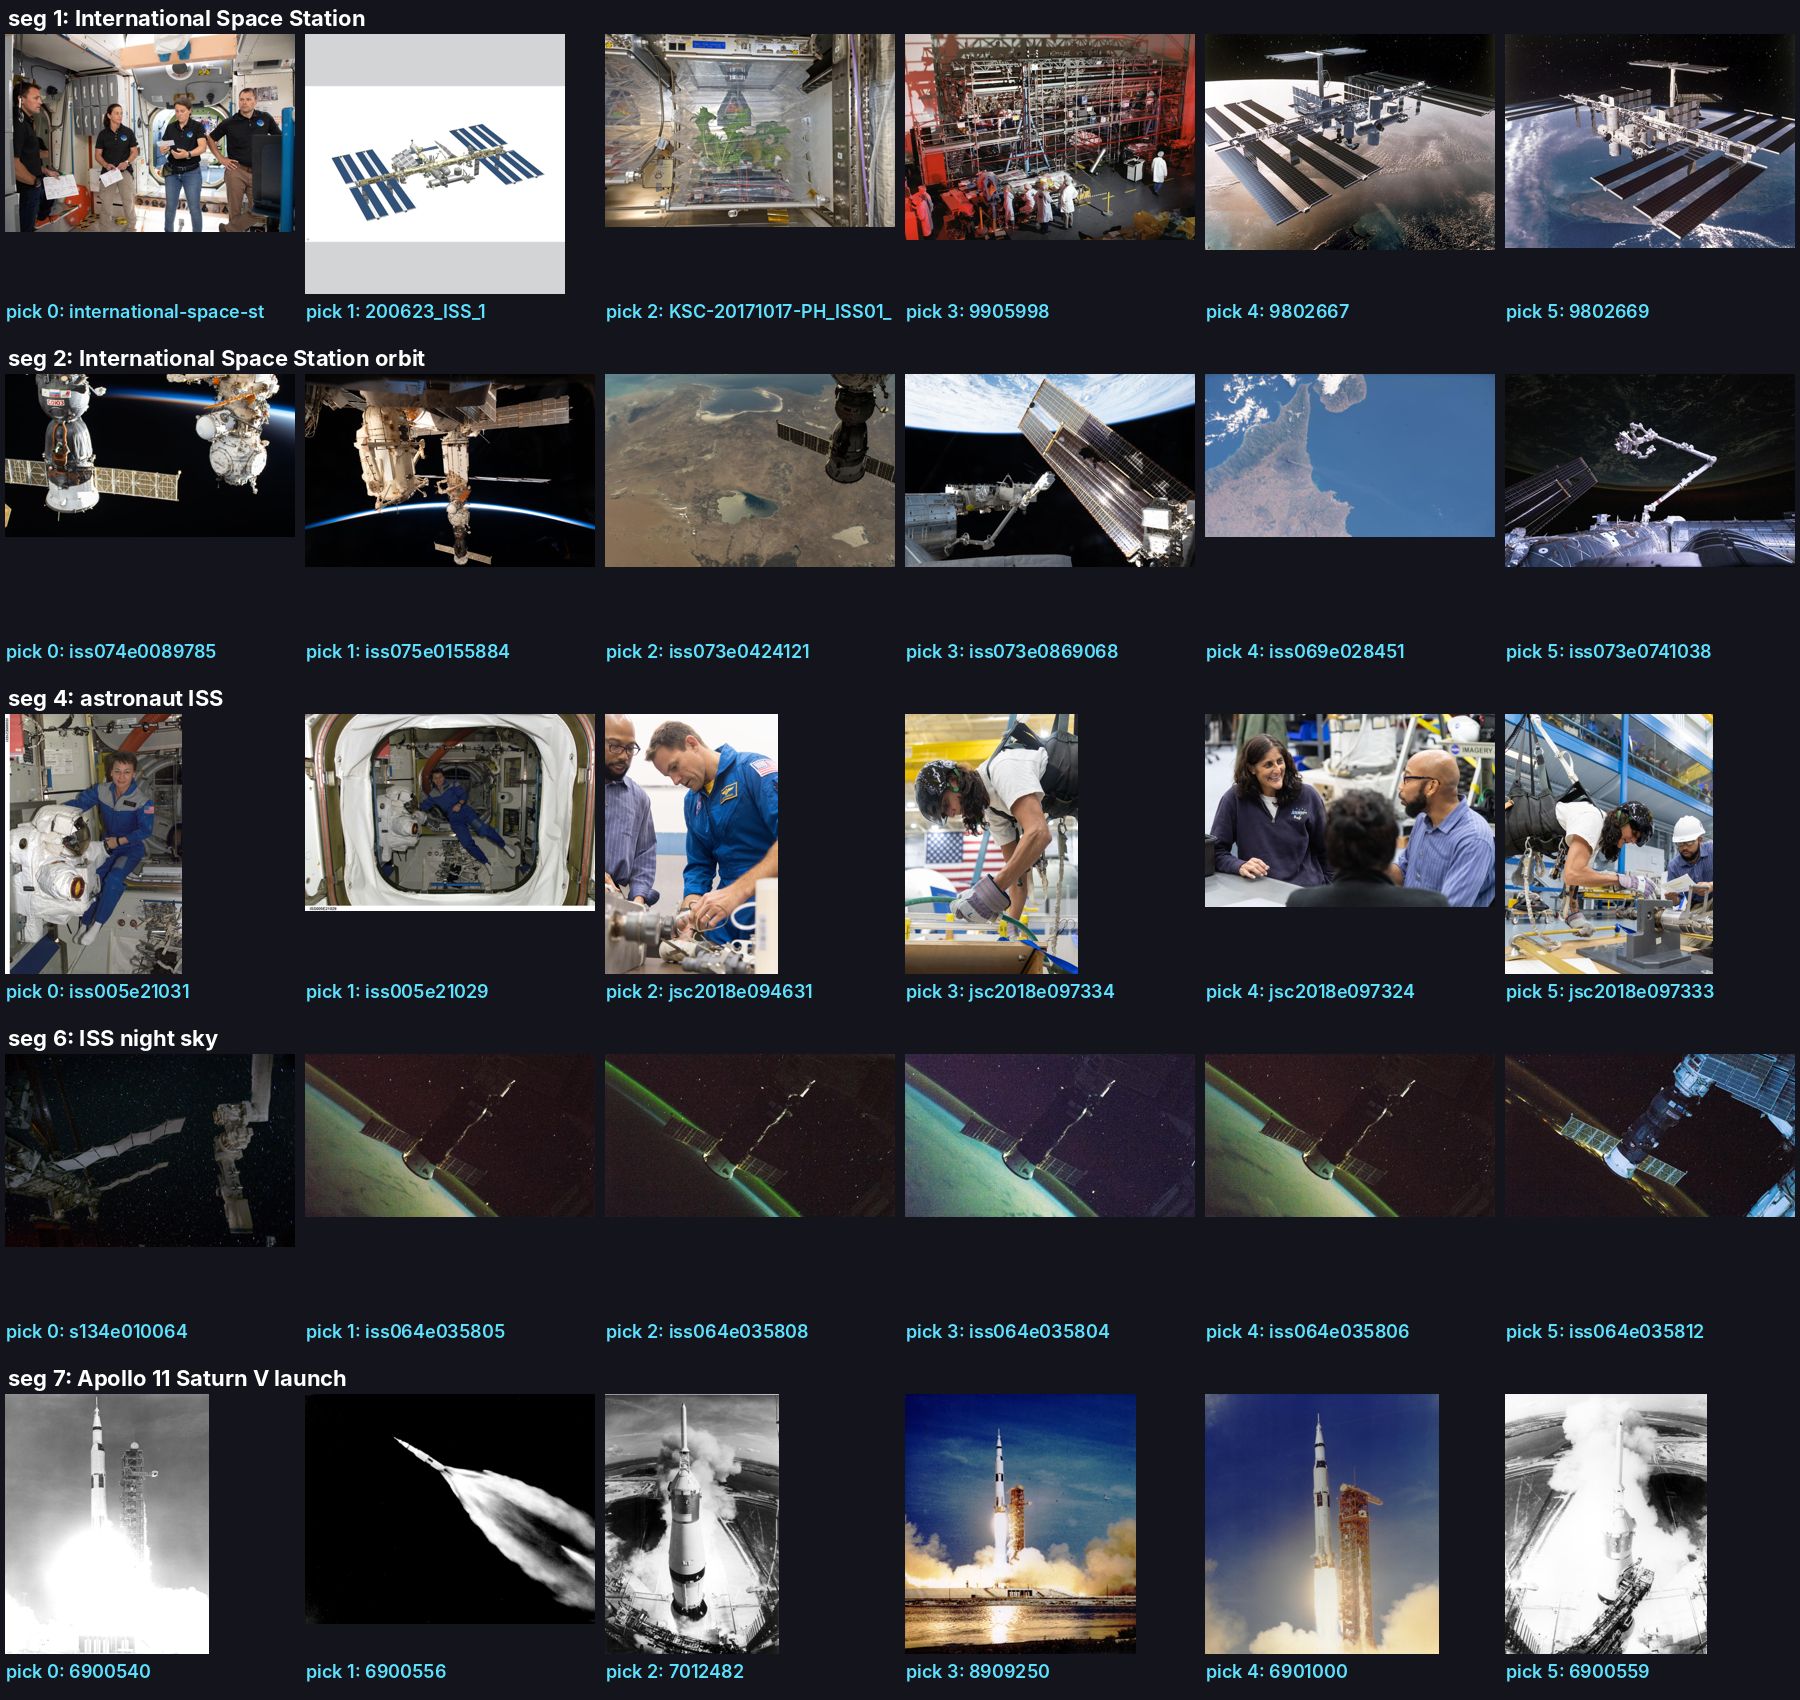 seg 1: International Space Station
pick 0: international-space-st
pick 1: 200623_ISS_1
pick 2: KSC-20171017-PH_ISS01_
pick 3: 9905998
pick 4: 9802667
pick 5: 9802669
seg 2: International Space Station orbit
pick 0: iss074e0089785
pick 1: iss075e0155884
pick 2: iss073e0424121
pick 3: iss073e0869068
pick 4: iss069e028451
pick 5: iss073e0741038
seg 4: astronaut ISS
IMAGERY
pick 0: iss005e21031
pick 1: iss005e21029
pick 2: jsc2018e094631
pick 3: jsc2018e097334
pick 4: jsc2018e097324
pick 5: jsc2018e097333
seg 6: ISS night sky
pick 0: s134e010064
pick 1: iss064e035805
pick 2: iss064e035808
pick 3: iss064e035804
pick 4: iss064e035806
pick 5: iss064e035812
seg 7: Apollo 11 Saturn V launch
pick 0: 6900540
pick 1: 6900556
pick 2: 7012482
pick 3: 8909250
pick 4: 6901000
pick 5: 6900559